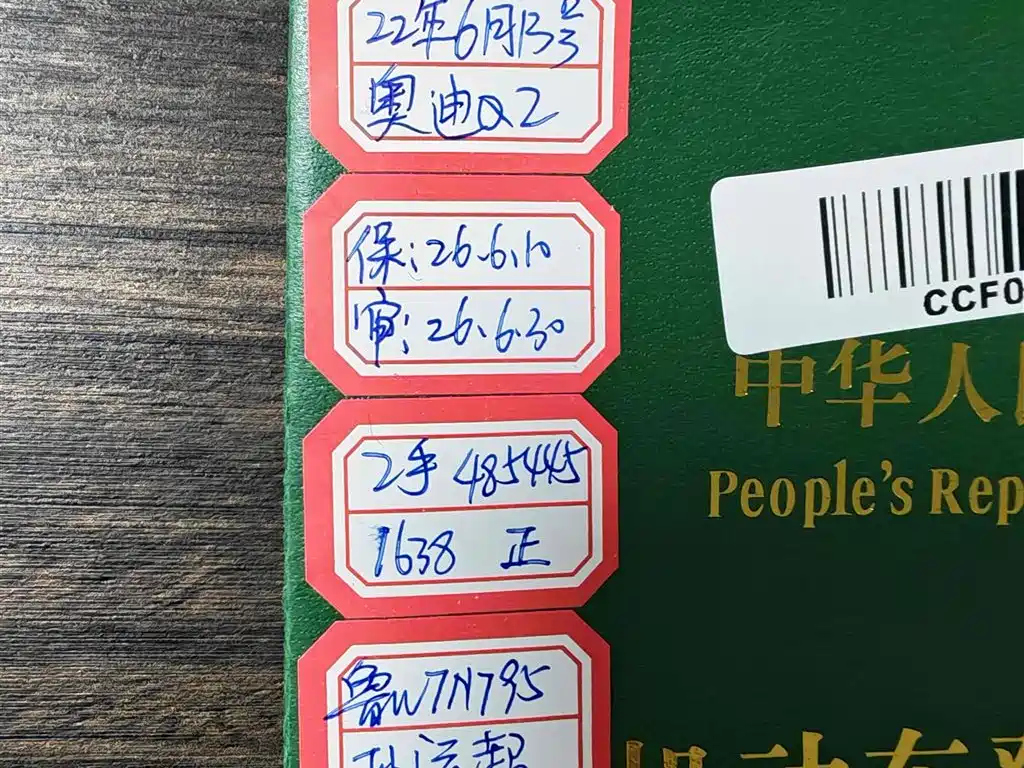 22年6月13号
奥迪Q2
保:26.6.10
审:26.6.30
2手 485445
1638 正
鲁W7N795
CCF0
中华人
People's Rep